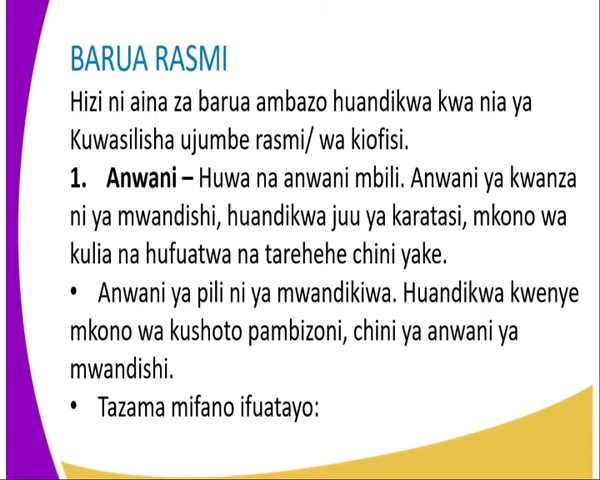 BARUA RASMI
Hizi ni aina za barua ambazo huandikwa kwa nia ya
Kuwasilisha ujumbe rasmi/ wa kiofisi.
1. Anwani – Huwa na anwani mbili. Anwani ya kwanza
ni ya mwandishi, huandikwa juu ya karatasi, mkono wa
kulia na hufuatwa na tarehehe chini yake.
• Anwani ya pili ni ya mwandikiwa. Huandikwa kwenye
mkono wa kushoto pambizoni, chini ya anwani ya
mwandishi.
• Tazama mifano ifuatayo: